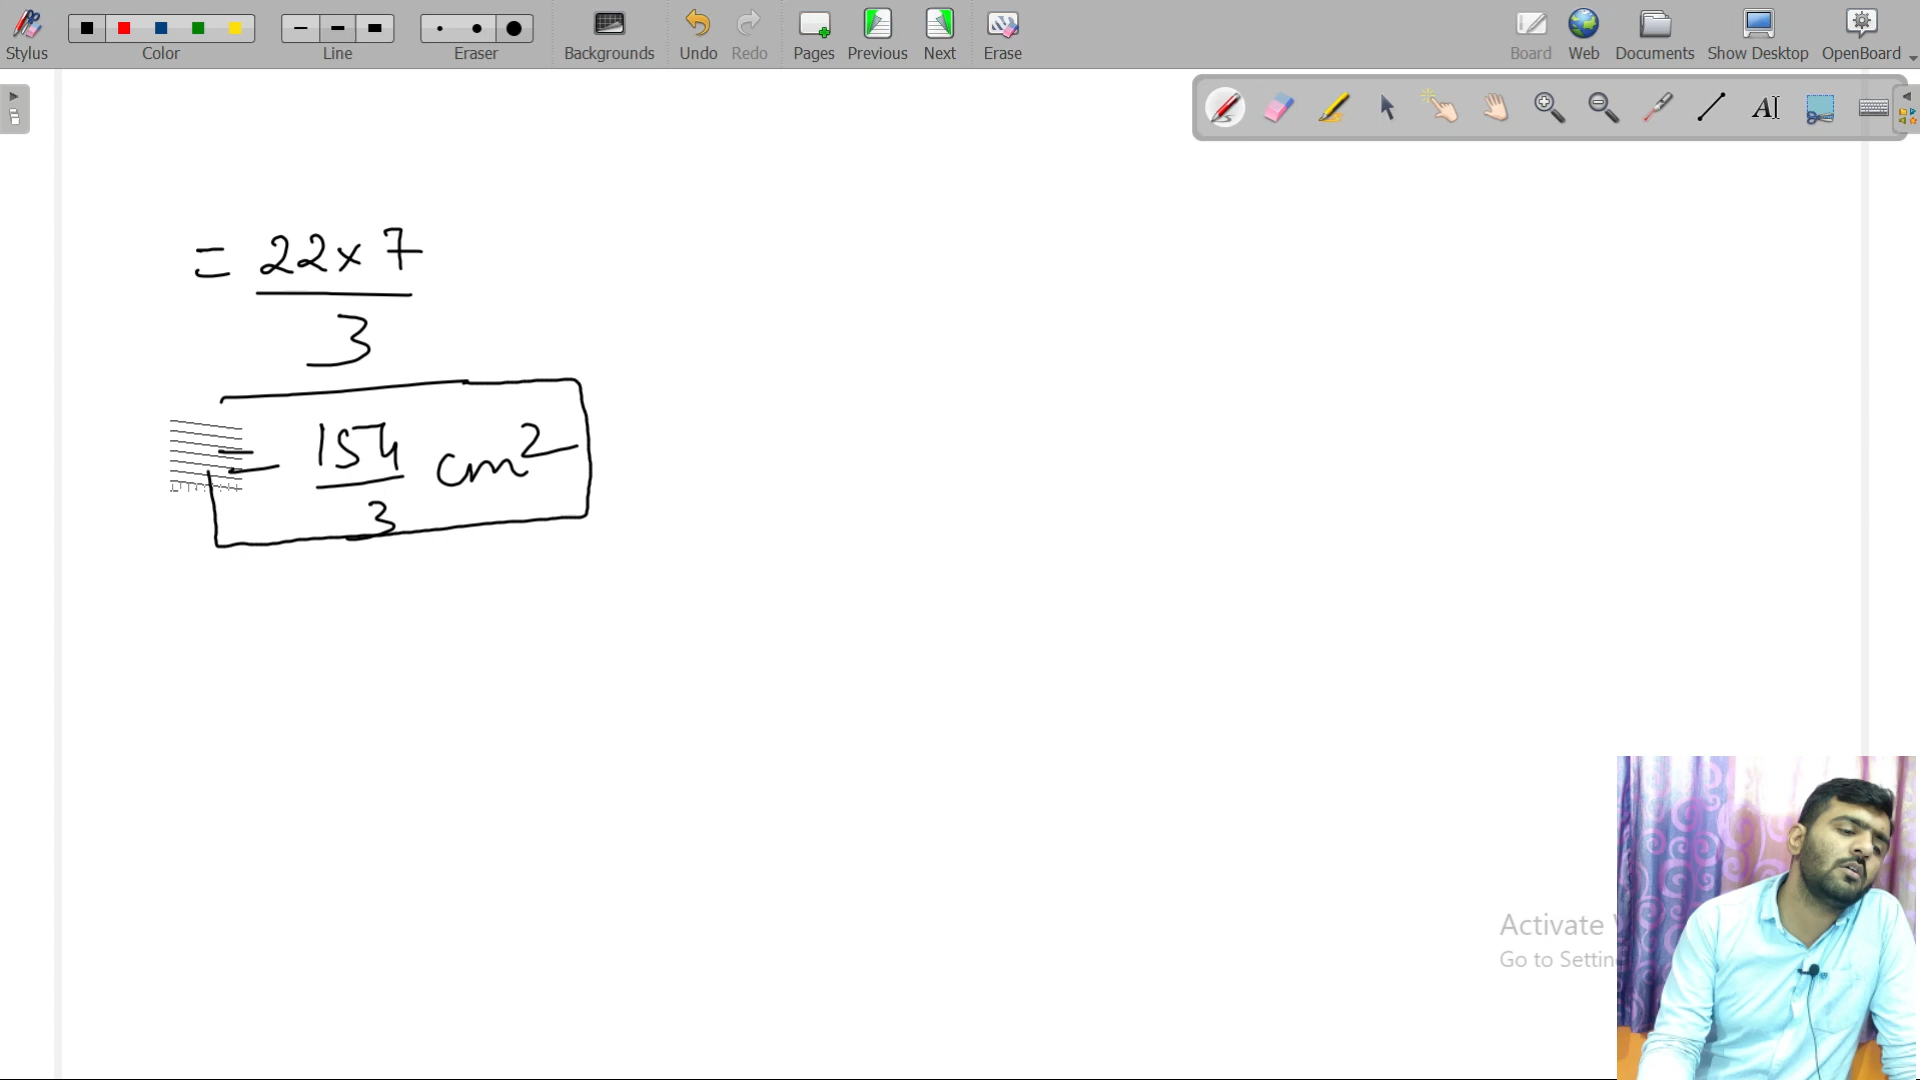 Stylus Color Line Eraser Backgrounds Undo Redo Pages Previous Next Erase Board Web Documents Show Desktop OpenBoard
= 22 x 7
3
= 154 cm²
3
Activate
Go to Settin